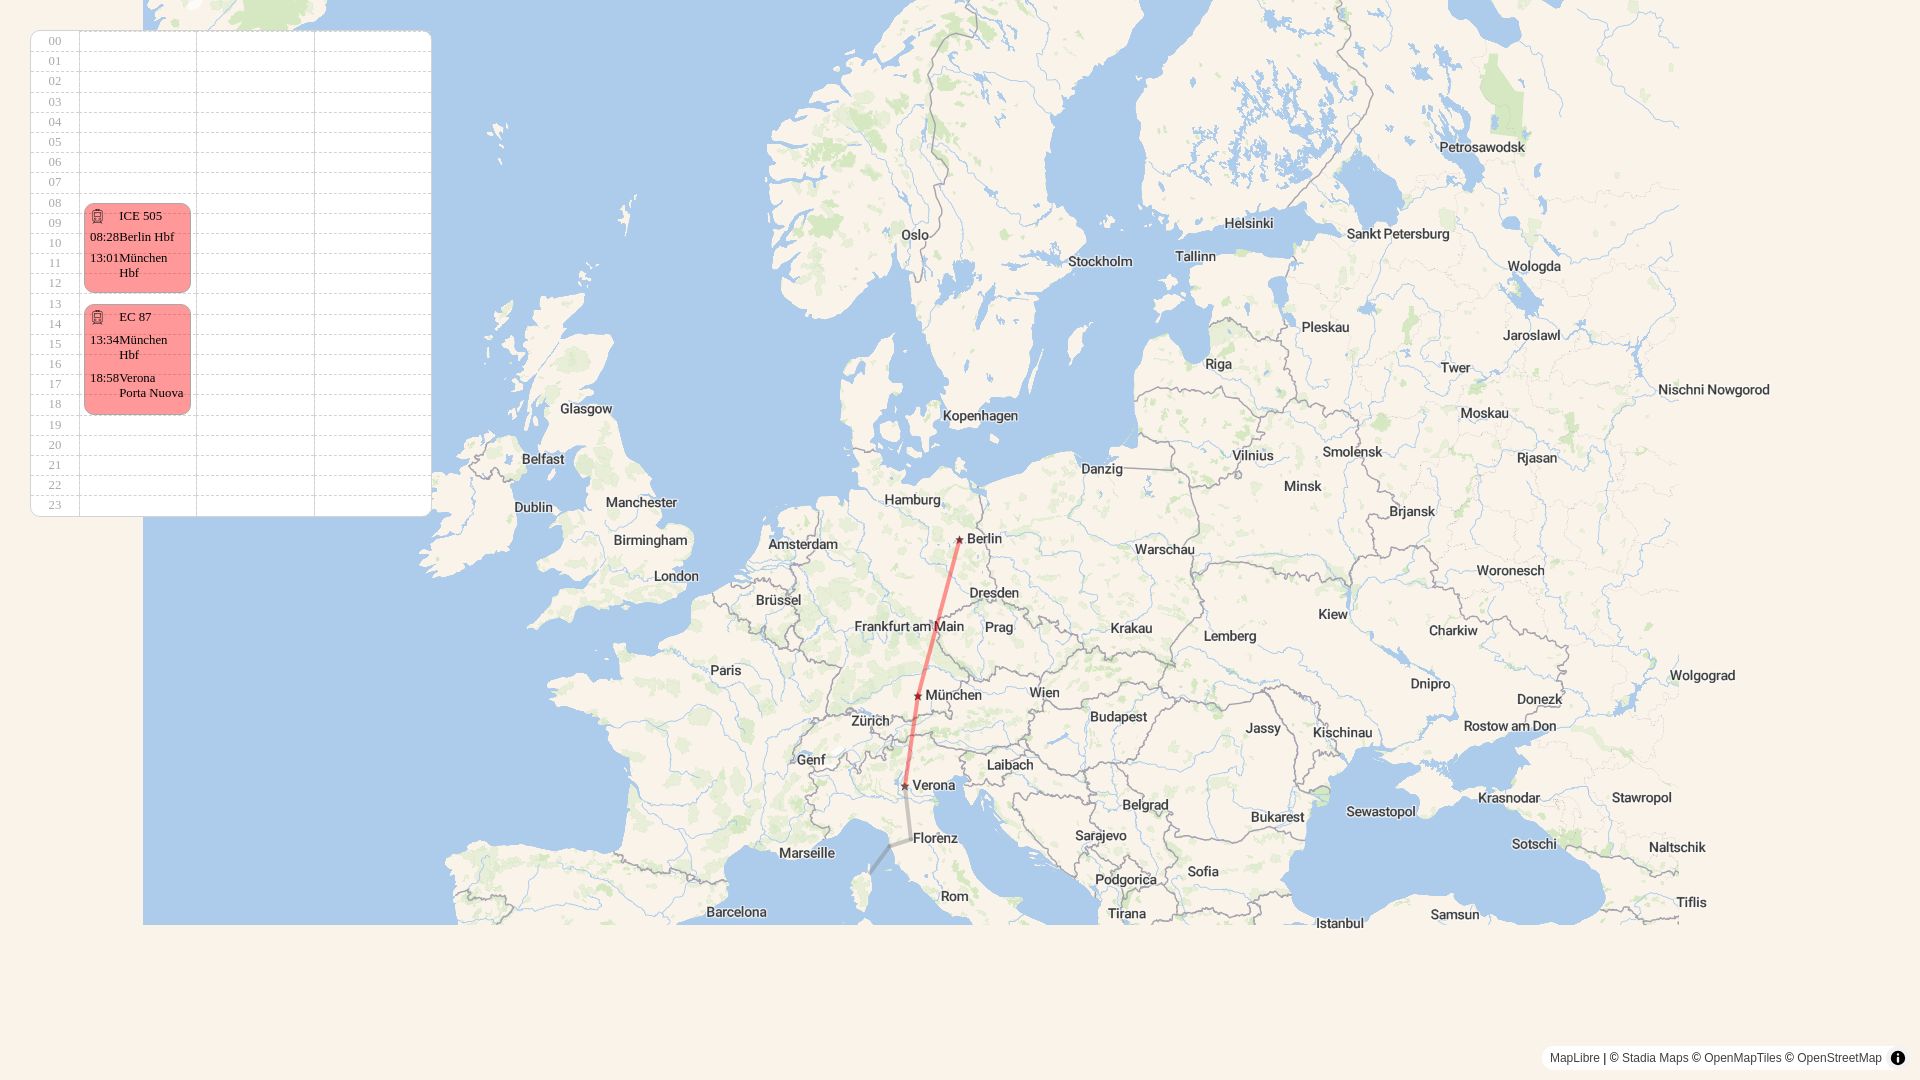 00
01
02
03
04
05
06
07
08
09
10
11
12
13
14
15
16
17
18
19
20
21
22
23
ICE 505
08:28 Berlin Hbf
13:01 München
Hbf
EC 87
13:34 München
Hbf
18:58 Verona
Porta Nuova
Petrosawodsk
Helsinki
Oslo
Sankt Petersburg
Tallinn
Stockholm
Wologda
Pleskau
Jaroslawl
Riga
Twer
Nischni Nowgorod
Glasgow
Kopenhagen
Moskau
Smolensk
Vilnius
Rjasan
Belfast
Danzig
Minsk
Hamburg
Manchester
Dublin
Brjansk
Berlin
Birmingham
Amsterdam
Warschau
Woronesch
London
Dresden
Brüssel
Kiew
Frankfurt am Main
Prag
Krakau
Charkiw
Lemberg
Paris
Wolgograd
Dnipro
Wien
München
Donezk
Budapest
Zürich
Rostow am Don
Jassy
Kischinau
Genf
Laibach
Verona
Krasnodar
Stawropol
Belgrad
Sewastopol
Bukarest
Sarajevo
Florenz
Sotschi
Naltschik
Marseille
Sofia
Podgorica
Rom
Tiflis
Barcelona
Tirana
Samsun
Istanbul
MapLibre | © Stadia Maps © OpenMapTiles © OpenStreetMap